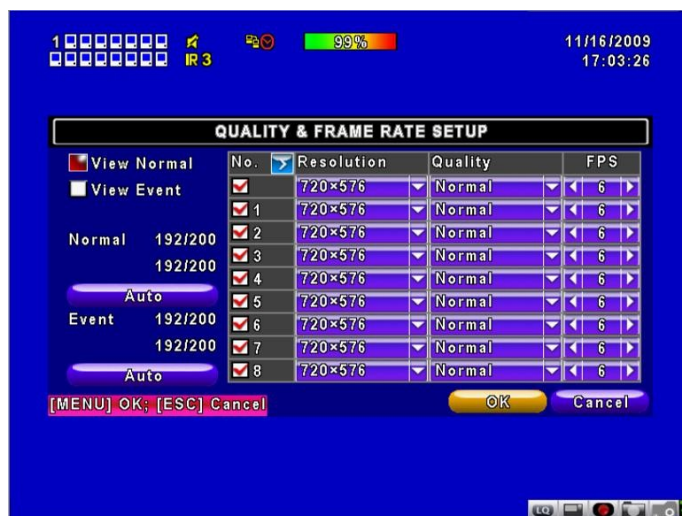 1 99% 11/16/2009
IR 3 17:03:26
QUALITY & FRAME RATE SETUP
View Normal
View Event
Normal 192/200
192/200
Auto
Event 192/200
192/200
Auto
No. Resolution Quality FPS
720×576 Normal 6
1 720×576 Normal 6
2 720×576 Normal 6
3 720×576 Normal 6
4 720×576 Normal 6
5 720×576 Normal 6
6 720×576 Normal 6
7 720×576 Normal 6
8 720×576 Normal 6
[MENU] OK; [ESC] Cancel
OK Cancel
LQ